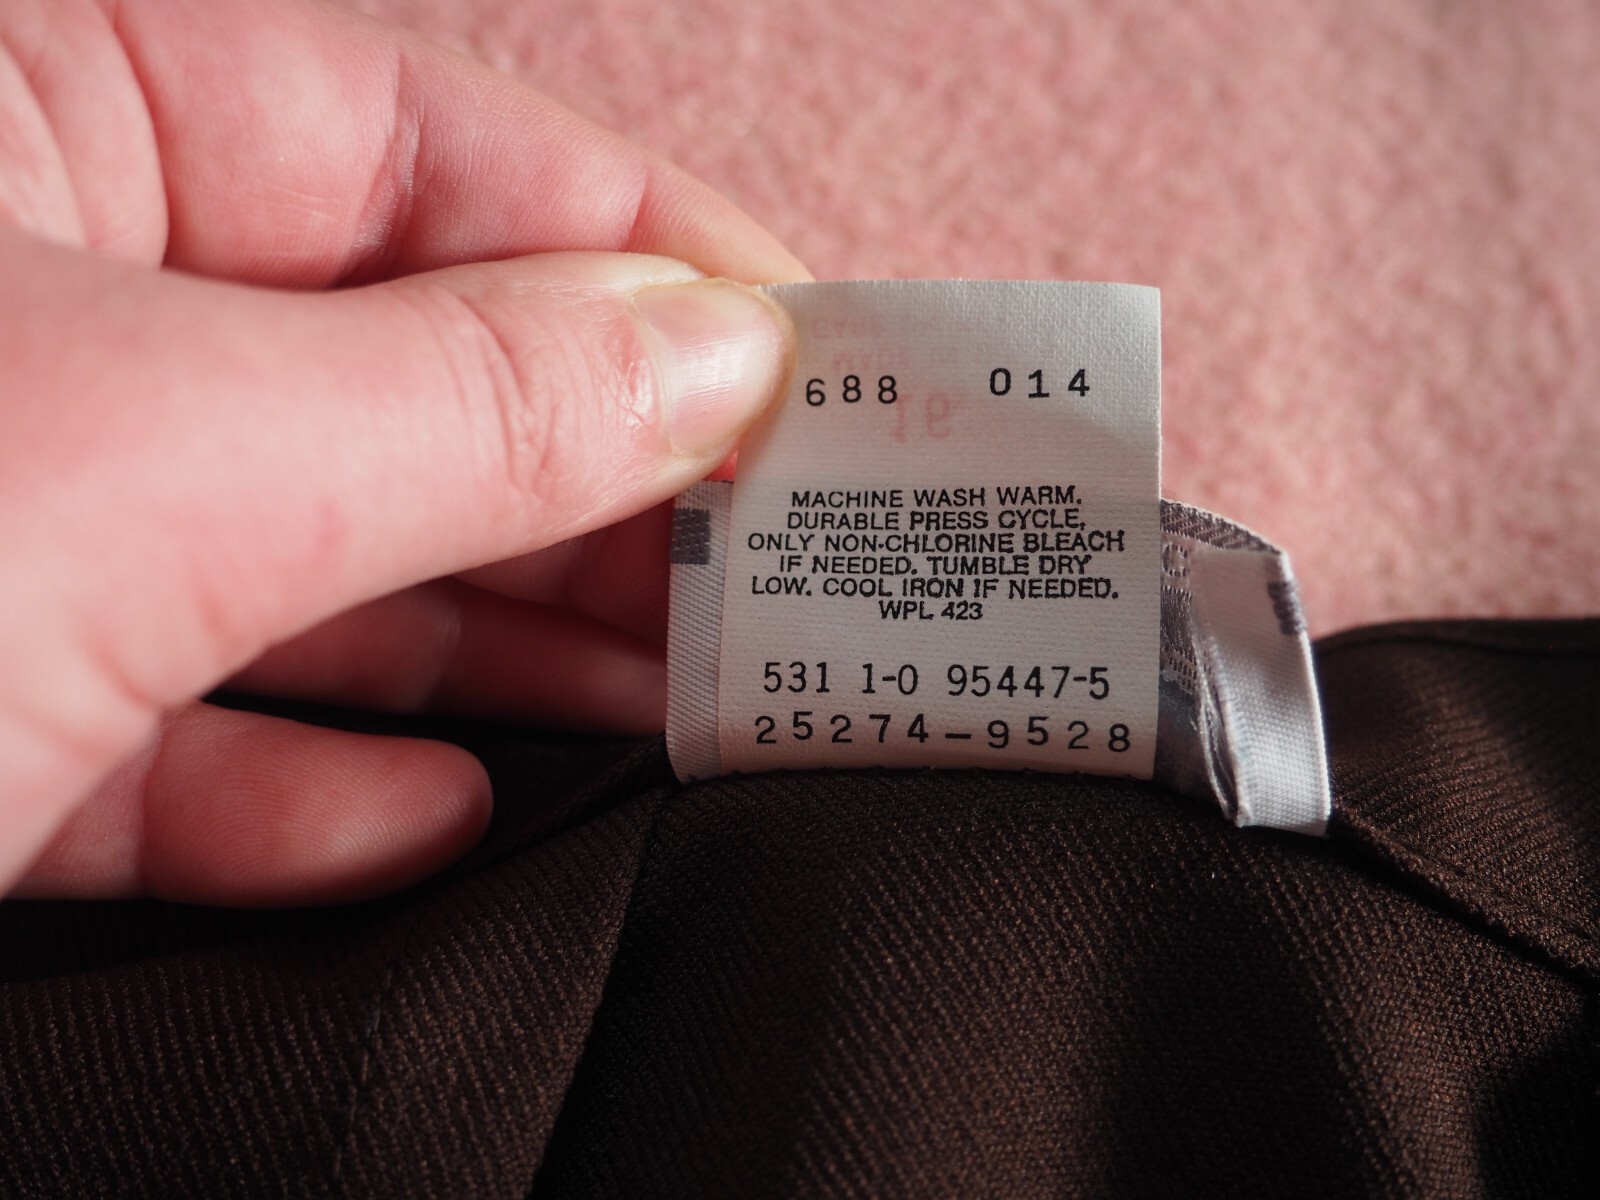 688 014
MACHINE WASH WARM.
DURABLE PRESS CYCLE,
ONLY NON-CHLORINE BLEACH
IF NEEDED. TUMBLE DRY
LOW. COOL IRON IF NEEDED.
WPL 423
531 1-0 95447-5
25274-9528